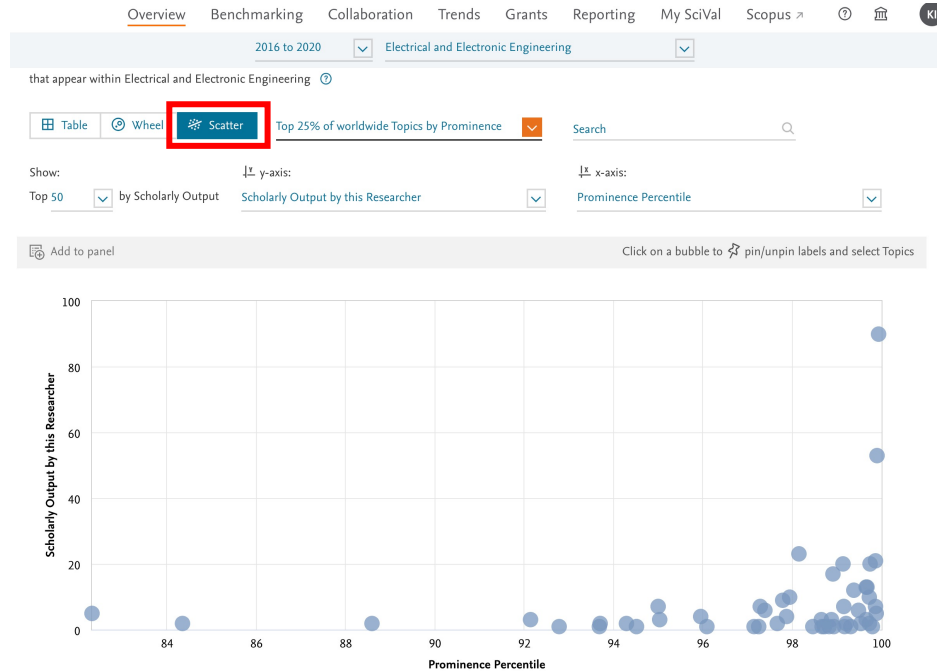 Overview Benchmarking Collaboration Trends Grants Reporting My SciVal Scopus ↗ ? KI
2016 to 2020 Electrical and Electronic Engineering
that appear within Electrical and Electronic Engineering ?
Table Wheel Scatter Top 25% of worldwide Topics by Prominence Search
Show: y y-axis: x x-axis:
Top 50 by Scholarly Output Scholarly Output by this Researcher Prominence Percentile
Add to panel Click on a bubble to pin/unpin labels and select Topics
100
80
60
40
20
0
Scholarly Output by this Researcher
84 86 88 90 92 94 96 98 100
Prominence Percentile